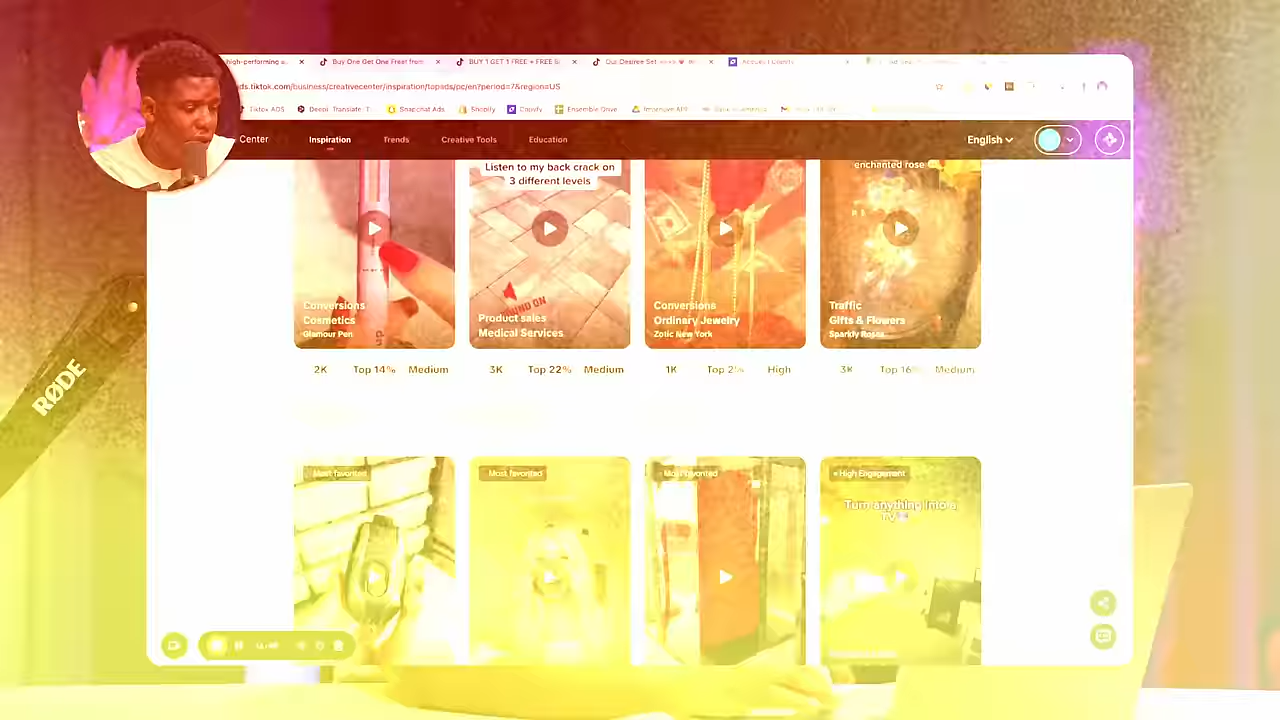 high-performing a
Buy One Get One Free! from
BUY 1 GET 1 FREE + FREE S
Our Desiree Set
ds.tiktok.com/business/creativecenter/inspiration/topads/pc/en?period=7&region=US
Tiktok ADS
DeepL Translate: T
Snapchat Ads
Shopify
Copyfy
Ensemble Drive
Center
Inspiration
Trends
Creative Tools
Education
English
RØDE
Listen to my back crack on
3 different levels
enchanted rose
Conversions
Cosmetics
Glamour Pen
Product sales
Medical Services
Conversions
Ordinary Jewelry
Zotic New York
Traffic
Gifts & Flowers
Sparkly Roses
2K Top 14% Medium
3K Top 22% Medium
1K Top 2% High
3K Top 16% Medium
Most favorited
Most favorited
Most favorited
High Engagement
Turn anything into a